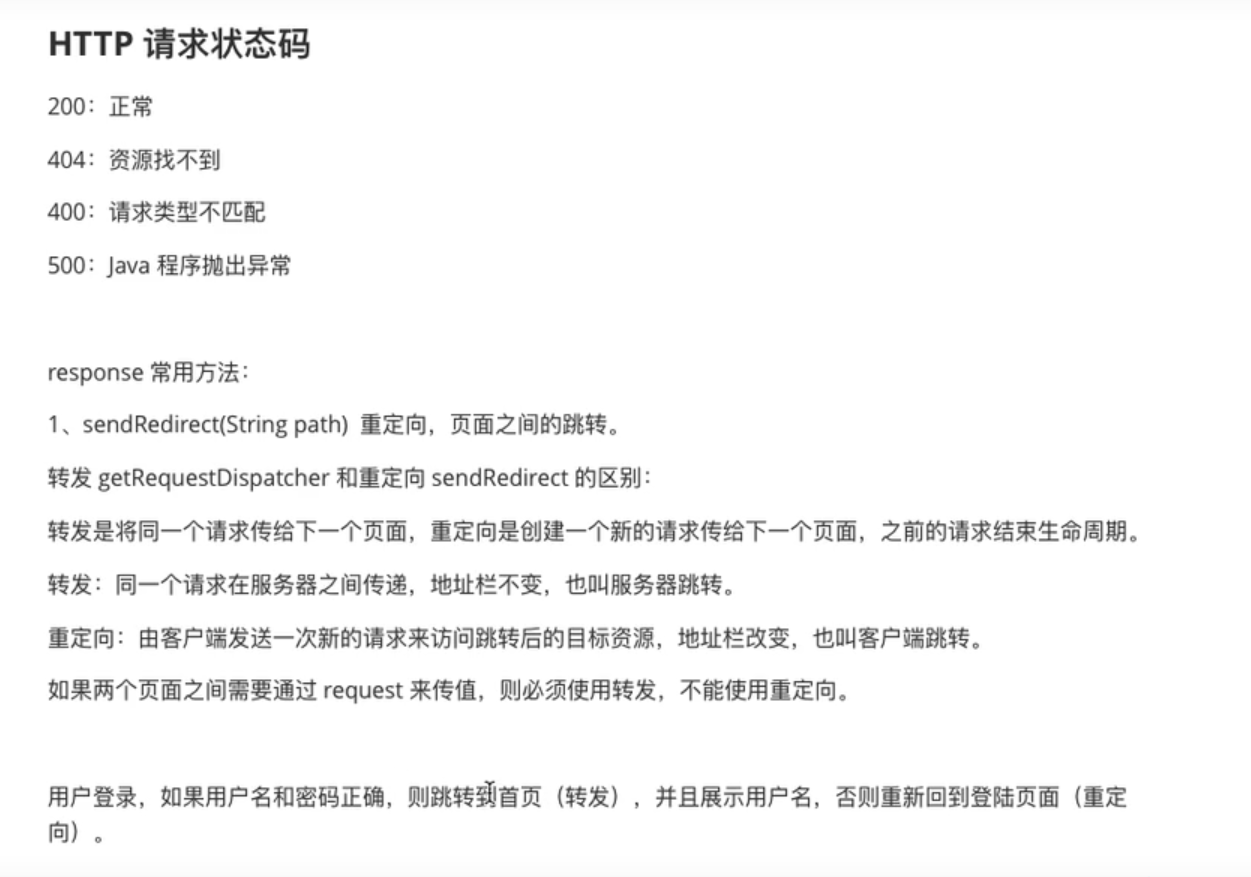 HTTP 请求状态码
200：正常
404：资源找不到
400：请求类型不匹配
500：Java 程序抛出异常
response 常用方法：
1、sendRedirect(String path) 重定向，页面之间的跳转。
转发 getRequestDispatcher 和重定向 sendRedirect 的区别：
转发是将同一个请求传给下一个页面，重定向是创建一个新的请求传给下一个页面，之前的请求结束生命周期。
转发：同一个请求在服务器之间传递，地址栏不变，也叫服务器跳转。
重定向：由客户端发送一次新的请求来访问跳转后的目标资源，地址栏改变，也叫客户端跳转。
如果两个页面之间需要通过 request 来传值，则必须使用转发，不能使用重定向。
用户登录，如果用户名和密码正确，则跳转到首页（转发），并且展示用户名，否则重新回到登陆页面（重定
向）。